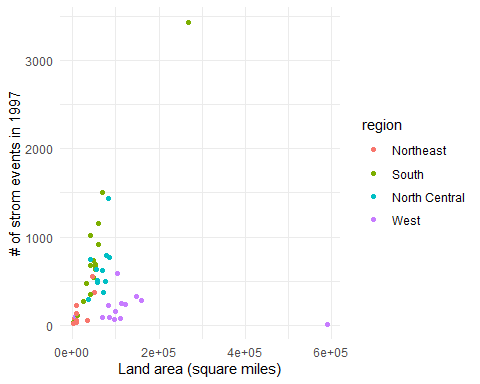 # of strom events in 1997
3000
2000
1000
0
0e+00
2e+05
4e+05
6e+05
Land area (square miles)
region
Northeast
South
North Central
West